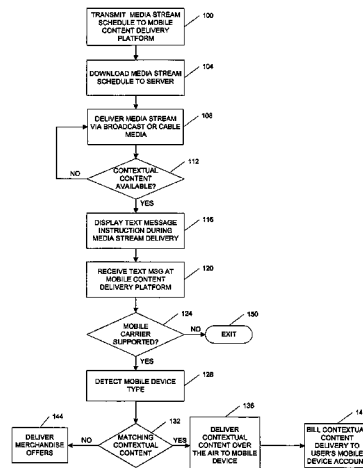 TRANSMIT MEDIA STREAM
SCHEDULE TO MOBILE
CONTENT DELIVERY
PLATFORM
100
DOWNLOAD MEDIA STREAM
SCHEDULE TO SERVER
104
DELIVER MEDIA STREAM
VIA BROADCAST OR CABLE
MEDIA
108
CONTEXTUAL
CONTENT
AVAILABLE?
112
NO
YES
DISPLAY TEXT MESSAGE
INSTRUCTION DURING
MEDIA STREAM DELIVERY
116
RECEIVE TEXT MSG AT
MOBILE CONTENT
DELIVERY PLATFORM
120
MOBILE
CARRIER
SUPPORTED?
124
NO
EXIT
150
YES
DETECT MOBILE DEVICE
TYPE
128
MATCHING
CONTEXTUAL
CONTENT
132
NO
YES
DELIVER
MERCHANDISE
OFFERS
144
DELIVER
CONTEXTUAL
CONTENT OVER
THE AIR TO MOBILE
DEVICE
136
BILL CONTEXTUAL
CONTENT
DELIVERY TO
USER'S MOBILE
DEVICE ACCOUNT